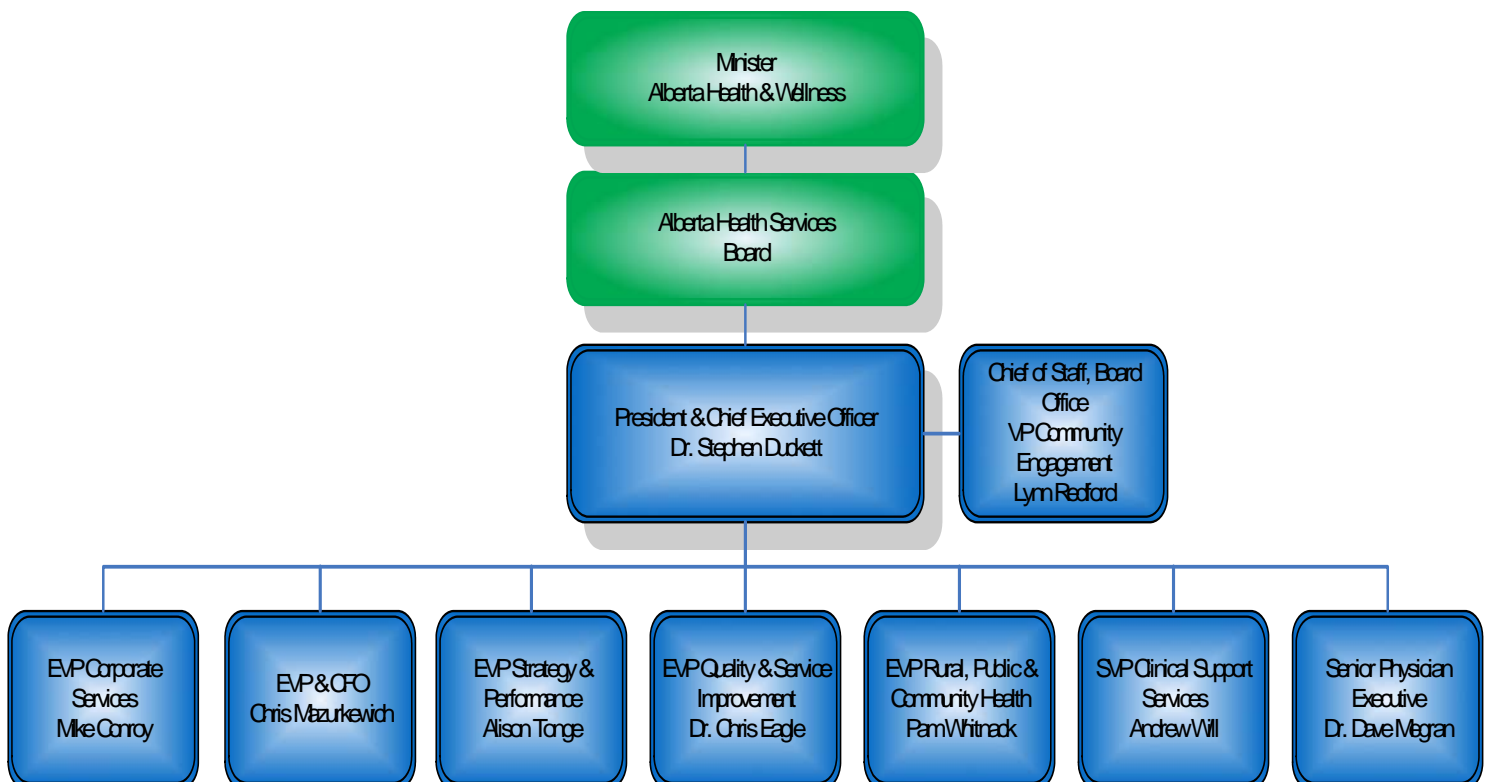 Minister
Alberta Health & Wellness
Alberta Health Services
Board
President & Chief Executive Officer
Dr. Stephen Duckett
Chief of Staff, Board
Office
VP Community
Engagement
Lynn Redford
EVP Corporate
Services
Mike Conroy
EVP & CFO
Chris Mazurkewich
EVP Strategy &
Performance
Alison Tonge
EVP Quality & Service
Improvement
Dr. Chris Eagle
EVP Rural, Public &
Community Health
Pam Whitnack
SVP Clinical Support
Services
Andrew Will
Senior Physician
Executive
Dr. Dave Megran